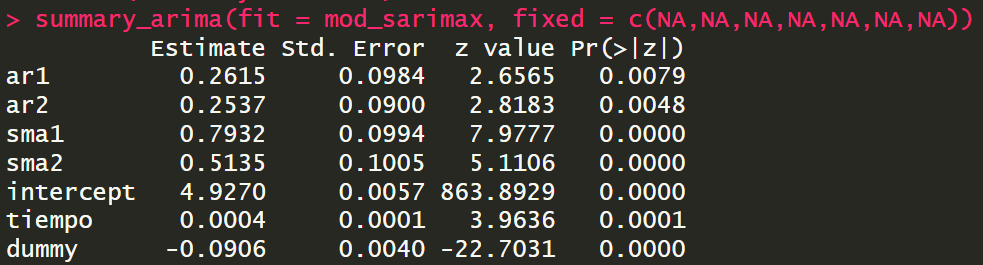 > summary_arima(fit = mod_sarimax, fixed = c(NA,NA,NA,NA,NA,NA,NA))
Estimate Std. Error z value Pr(>|z|)
ar1 0.2615 0.0984 2.6565 0.0079
ar2 0.2537 0.0900 2.8183 0.0048
sma1 0.7932 0.0994 7.9777 0.0000
sma2 0.5135 0.1005 5.1106 0.0000
intercept 4.9270 0.0057 863.8929 0.0000
tiempo 0.0004 0.0001 3.9636 0.0001
dummy -0.0906 0.0040 -22.7031 0.0000